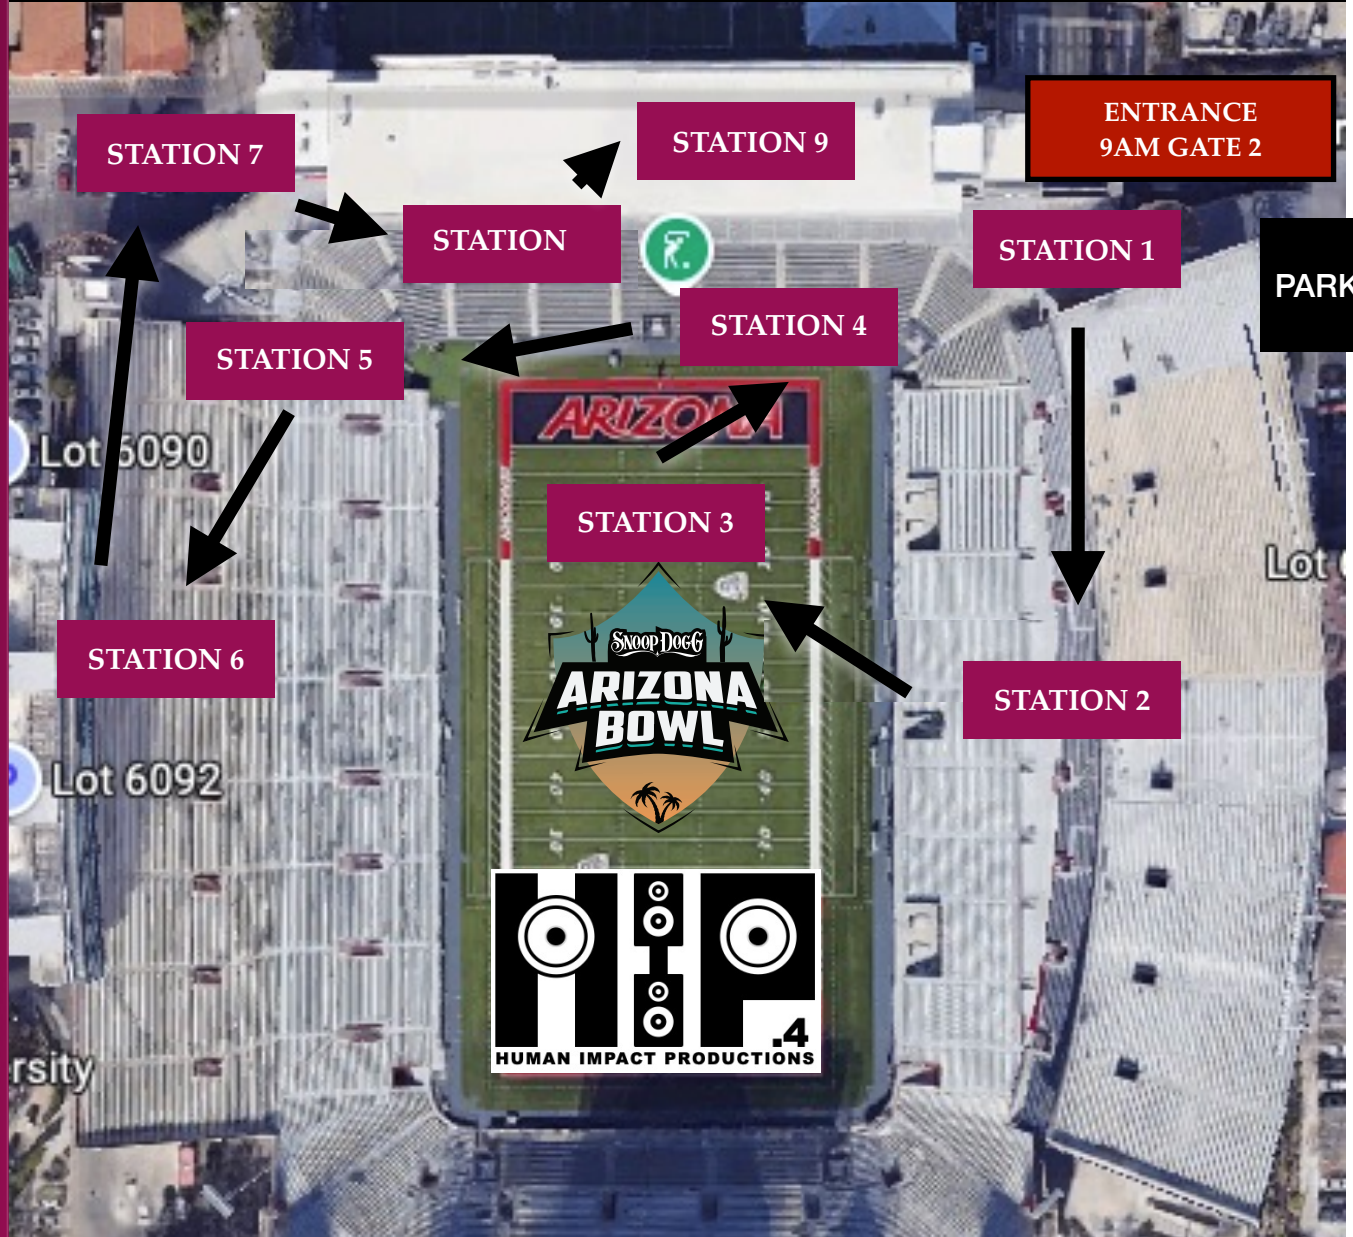 ENTRANCE
9AM GATE 2
STATION 7
STATION 9
STATION
STATION 1
PARK
STATION 4
STATION 5
ARIZONA
Lot 6090
STATION 3
Lot
SNOOP DOGG
ARIZONA
BOWL
STATION 6
STATION 2
Lot 6092
.4
HUMAN IMPACT PRODUCTIONS
rsity